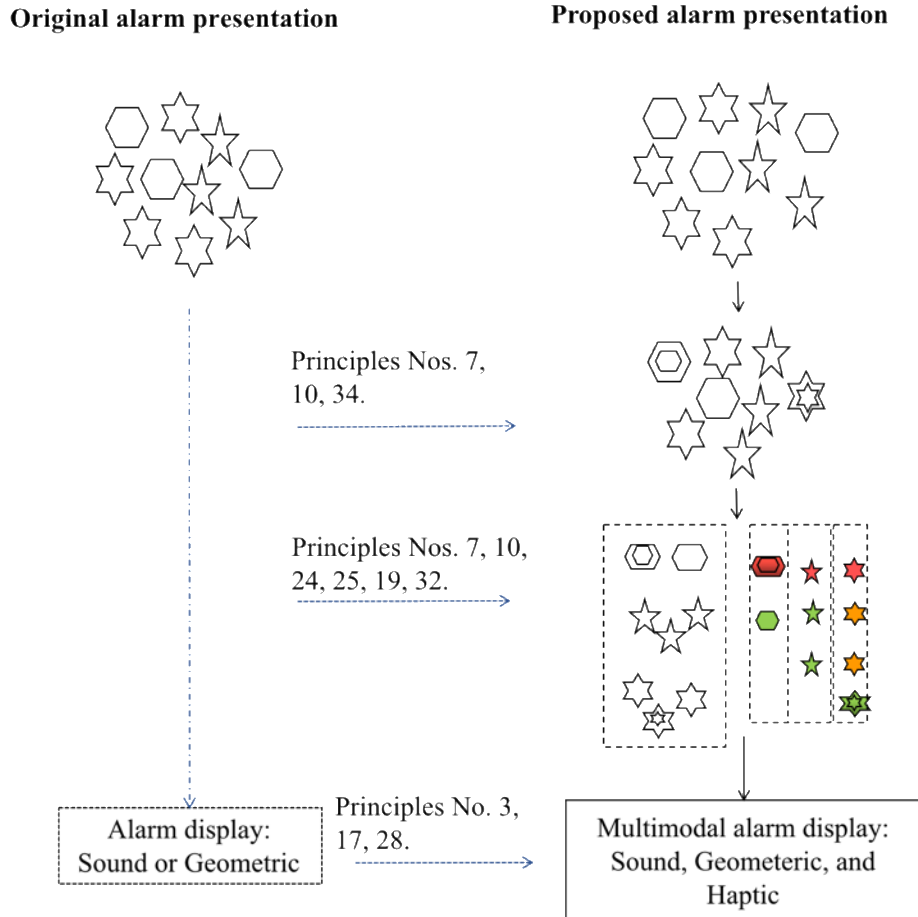 Original alarm presentation
Proposed alarm presentation
Principles Nos. 7,
10, 34.
Principles Nos. 7, 10,
24, 25, 19, 32.
Principles No. 3,
17, 28.
Alarm display:
Sound or Geometric
Multimodal alarm display:
Sound, Geometeric, and
Haptic